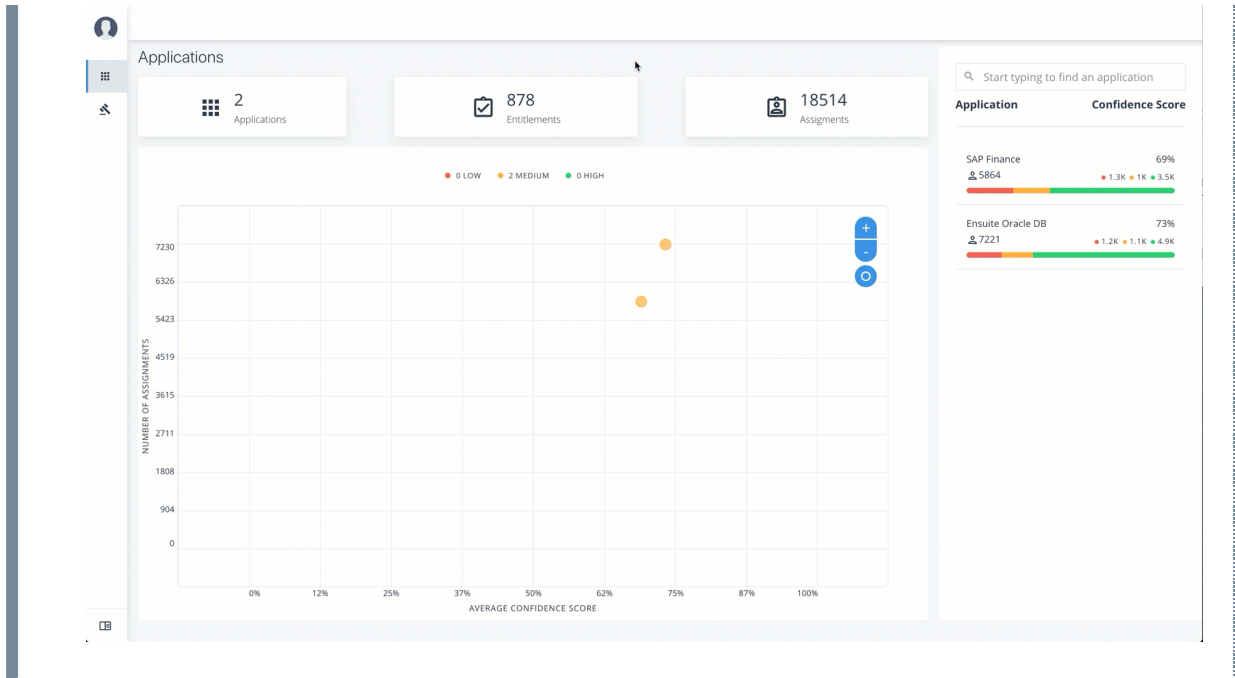 Applications
2
Applications
878
Entitlements
18514
Assigments
0 LOW 2 MEDIUM 0 HIGH
+
-
7230
6326
5423
4519
3615
2711
1808
904
0
NUMBER OF ASSIGNMENTS
0% 12% 25% 37% 50% 62% 75% 87% 100%
AVERAGE CONFIDENCE SCORE
Start typing to find an application
Application Confidence Score
SAP Finance 69%
5864 1.3K 1K 3.5K
Ensuite Oracle DB 73%
7221 1.2K 1.1K 4.9K